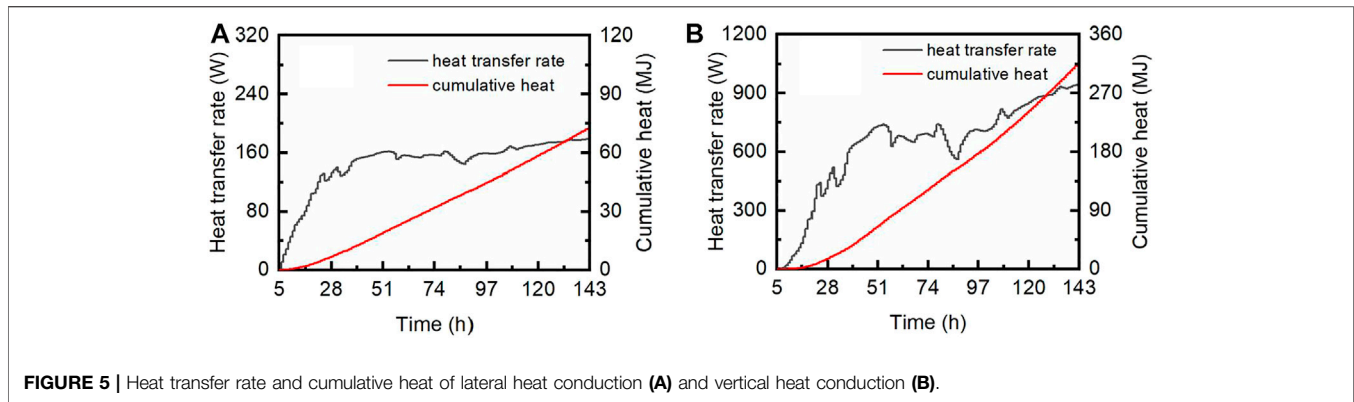 A
320
240
160
80
0
Heat transfer rate (W)
heat transfer rate
cumulative heat
120
90
60
30
0
Cumulative heat (MJ)
5 28 51 74 97 120 143
Time (h)
B
1200
900
600
300
0
Heat transfer rate (W)
heat transfer rate
cumulative heat
360
270
180
90
0
Cumulative heat (MJ)
5 28 51 74 97 120 143
Time (h)
FIGURE 5 | Heat transfer rate and cumulative heat of lateral heat conduction (A) and vertical heat conduction (B).